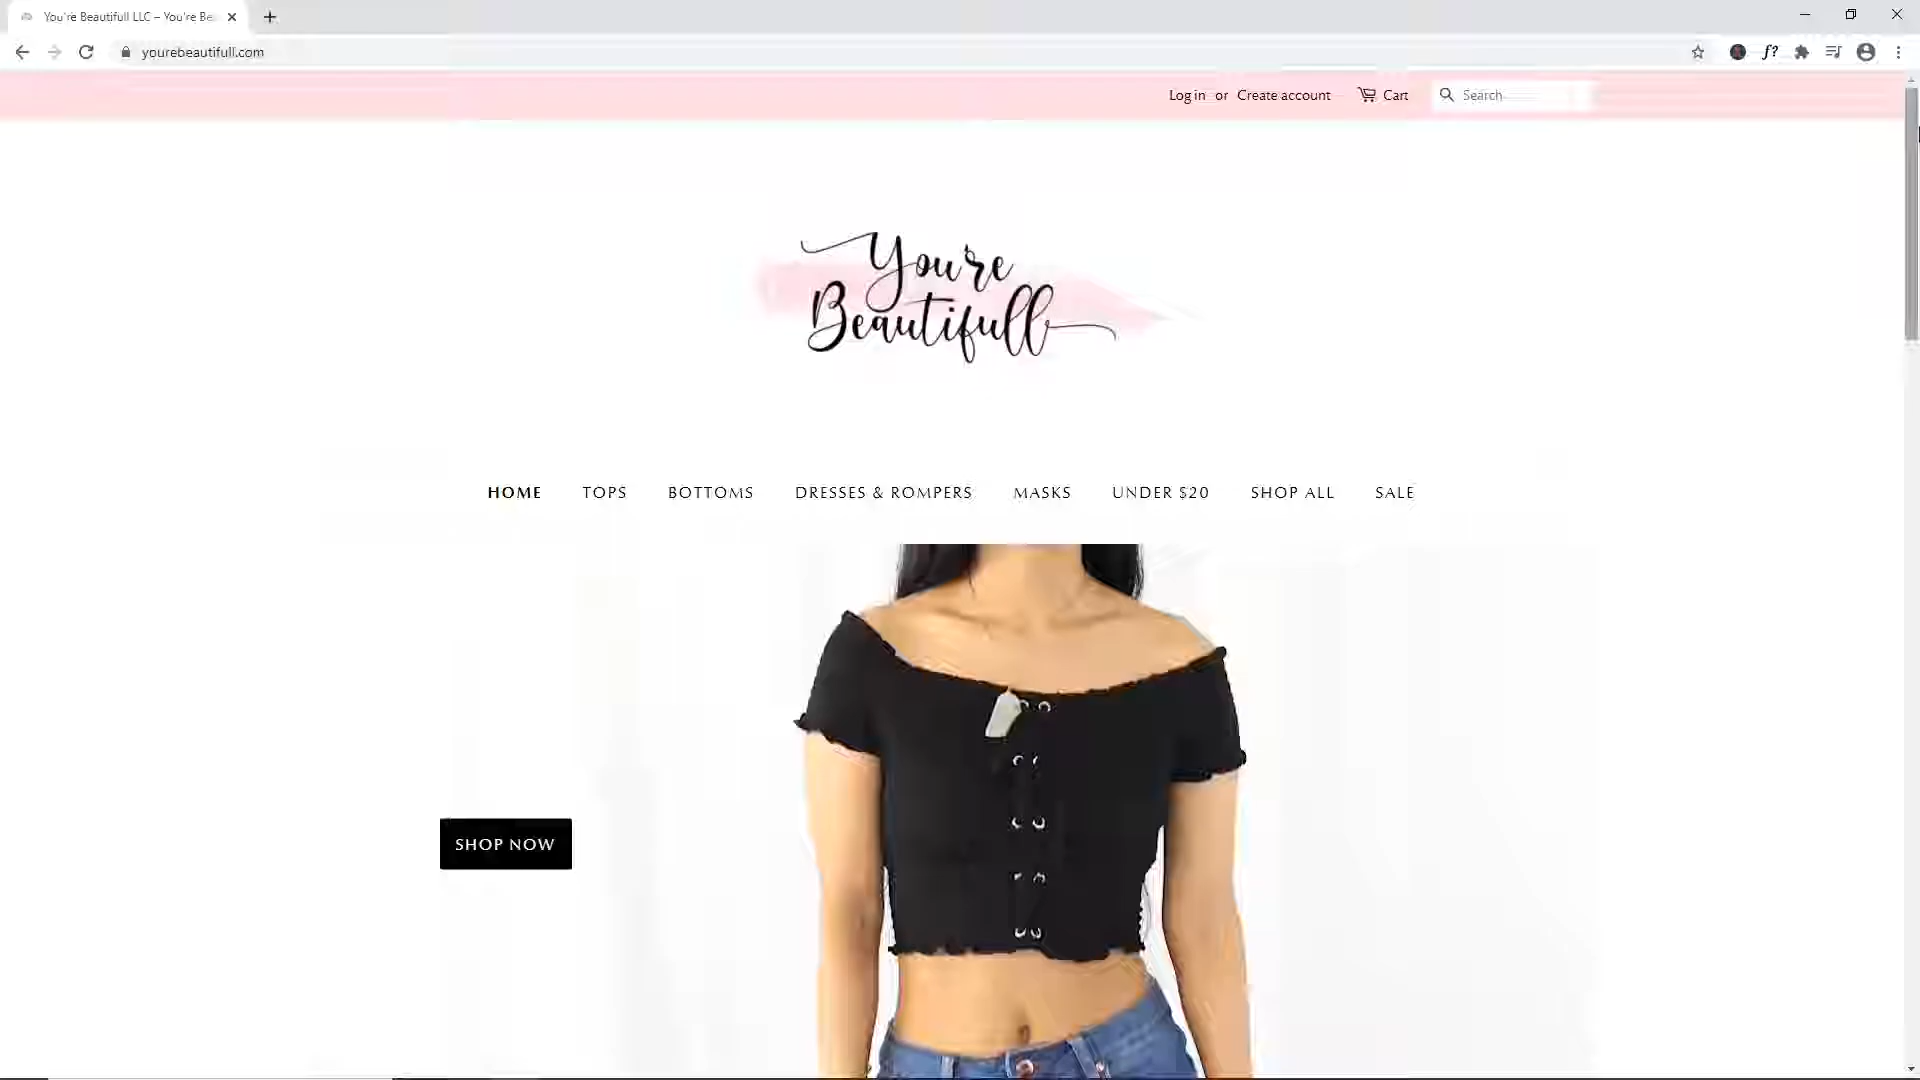 You're Beautifull LLC – You're Be
yourebeautifull.com
f?
Log in or Create account Cart Search
You're
Beautifull
HOME TOPS BOTTOMS DRESSES & ROMPERS MASKS UNDER $20 SHOP ALL SALE
SHOP NOW